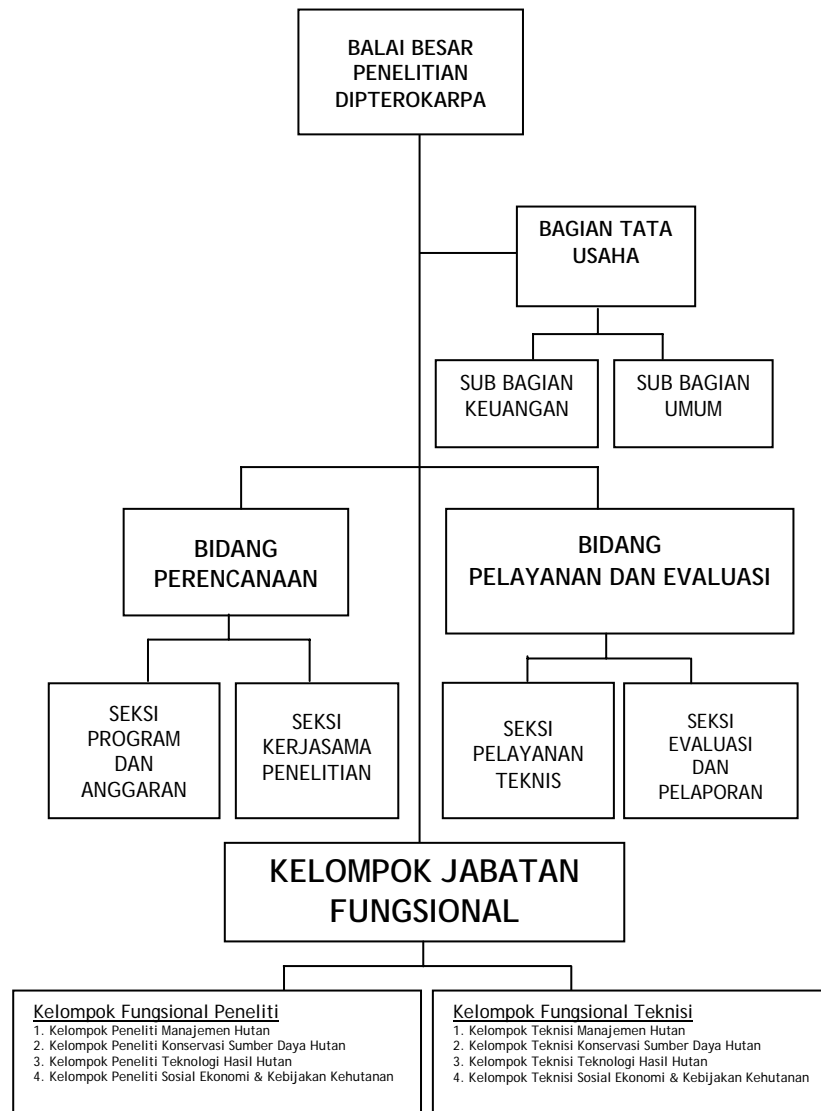 BALAI BESAR
PENELITIAN
DIPTEROKARPA
BAGIAN TATA
USAHA
SUB BAGIAN
KEUANGAN
SUB BAGIAN
UMUM
BIDANG
PERENCANAAN
BIDANG
PELAYANAN DAN EVALUASI
SEKSI
PROGRAM
DAN
ANGGARAN
SEKSI
KERJASAMA
PENELITIAN
SEKSI
PELAYANAN
TEKNIS
SEKSI
EVALUASI
DAN
PELAPORAN
KELOMPOK JABATAN
FUNGSIONAL
Kelompok Fungsional Peneliti
1. Kelompok Peneliti Manajemen Hutan
2. Kelompok Peneliti Konservasi Sumber Daya Hutan
3. Kelompok Peneliti Teknologi Hasil Hutan
4. Kelompok Peneliti Sosial Ekonomi & Kebijakan Kehutanan
Kelompok Fungsional Teknisi
1. Kelompok Teknisi Manajemen Hutan
2. Kelompok Teknisi Konservasi Sumber Daya Hutan
3. Kelompok Teknisi Teknologi Hasil Hutan
4. Kelompok Teknisi Sosial Ekonomi & Kebijakan Kehutanan